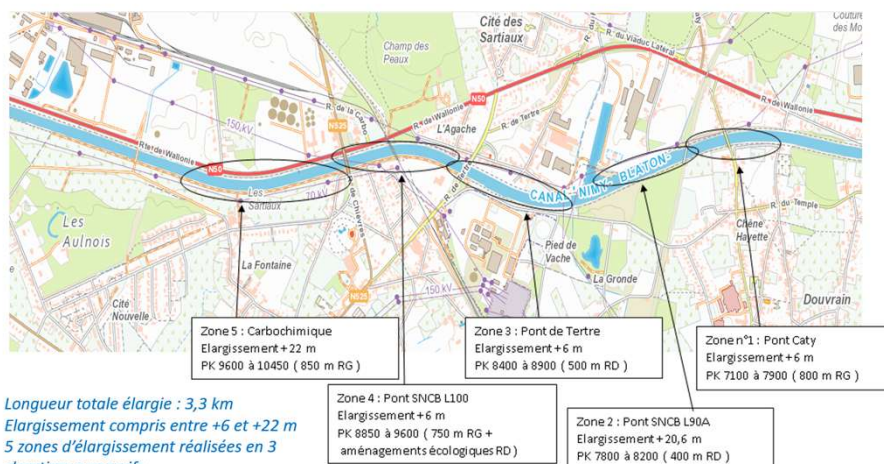 Cité des
Sartiaux
Champ des
Peaux
R. du Viaduc Latéral
N50
Rte de Wallonie
150 kV
R. de la Carbo
N525
L'Agache
R. de Tertre
Rte de Wallonie
N50
Les
Sartiaux
70 kV
CANAL - NIMY - BLATON -
R. du Temple
Les
Aulnois
La Fontaine
Pied de
Vache
La Gronde
Chêne
Hayette
Cité
Nouvelle
N525
150 kV
Douvrain
Zone 5 : Carbochimique
Elargissement +22 m
PK 9600 à 10450 ( 850 m RG)
Zone 3 : Pont de Tertre
Elargissement +6 m
PK 8400 à 8900 ( 500 m RD)
Zone n°1 : Pont Caty
Elargissement +6 m
PK 7100 à 7900 ( 800 m RG)
Zone 4 : Pont SNCB L100
Elargissement +6 m
PK 8850 à 9600 ( 750 m RG +
aménagements écologiques RD )
Zone 2 : Pont SNCB L90A
Elargissement + 20,6 m
PK 7800 à 8200 ( 400 m RD)
Longueur totale élargie : 3,3 km
Elargissement compris entre +6 et +22 m
5 zones d'élargissement réalisées en 3